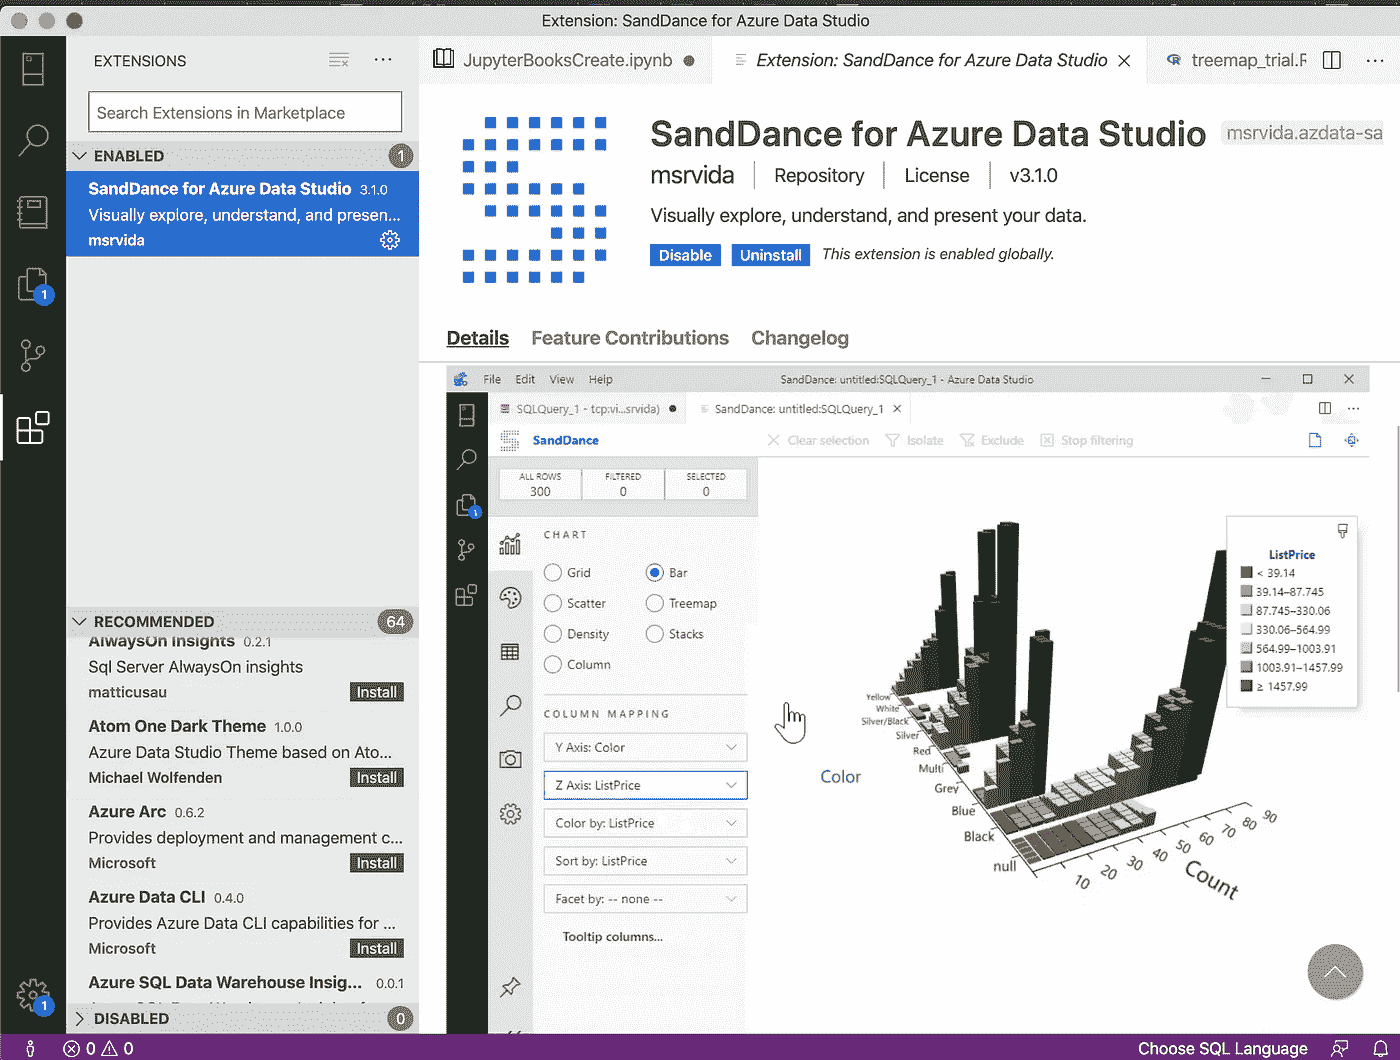 Extension: SandDance for Azure Data Studio
EXTENSIONS
Search Extensions in Marketplace
ENABLED
1
SandDance for Azure Data Studio 3.1.0
Visually explore, understand, and presen...
msrvida
RECOMMENDED
64
AlwaysOn Insights 0.2.1
Sql Server AlwaysOn insights
matticusau
Install
Atom One Dark Theme 1.0.0
Azure Data Studio Theme based on Ato...
Michael Wolfenden
Install
Azure Arc 0.6.2
Provides deployment and management c...
Microsoft
Install
Azure Data CLI 0.4.0
Provides Azure Data CLI capabilities for ...
Microsoft
Install
Azure SQL Data Warehouse Insig... 0.0.1
DISABLED
0
1
1
JupyterBooksCreate.ipynb
Extension: SandDance for Azure Data Studio
R
treemap_trial.R
SandDance for Azure Data Studio
msrvida.azdata-sa
msrvida
Repository
License
v3.1.0
Visually explore, understand, and present your data.
Disable
Uninstall
This extension is enabled globally.
Details
Feature Contributions
Changelog
File Edit View Help
SandDance: untitled:SQLQuery_1 - Azure Data Studio
SQLQuery_1 - tcp:vi...srvida)
SandDance: untitled:SQLQuery_1
SandDance
Clear selection
Isolate
Exclude
Stop filtering
1
ALL ROWS
300
FILTERED
0
SELECTED
0
CHART
Grid
Bar
Scatter
Treemap
Density
Stacks
Column
COLUMN MAPPING
Y Axis: Color
Z Axis: ListPrice
Color by: ListPrice
Sort by: ListPrice
Facet by: -- none --
Tooltip columns...
ListPrice
< 39.14
39.14–87.745
87.745–330.06
330.06–564.99
564.99–1003.91
1003.91–1457.99
≥ 1457.99
Yellow
White
Silver/Black
Silver
Red
Multi
Grey
Blue
Black
null
Color
10
20
30
40
50
60
70
80
90
Count
0
0
Choose SQL Language